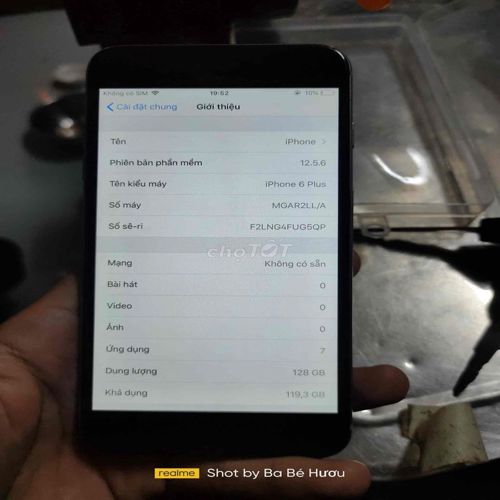 Không có SIM 19:52 10%
Cài đặt chung Giới thiệu
Tên iPhone
Phiên bản phần mềm 12.5.6
Tên kiểu máy iPhone 6 Plus
Số máy MGAR2LL/A
Số sê-ri F2LNG4FUG5QP
choTOT
Mạng Không có sẵn
Bài hát 0
Video 0
Ảnh 0
Ứng dụng 7
Dung lượng 128 GB
Khả dụng 119,3 GB
realme Shot by Ba Bé Hươu